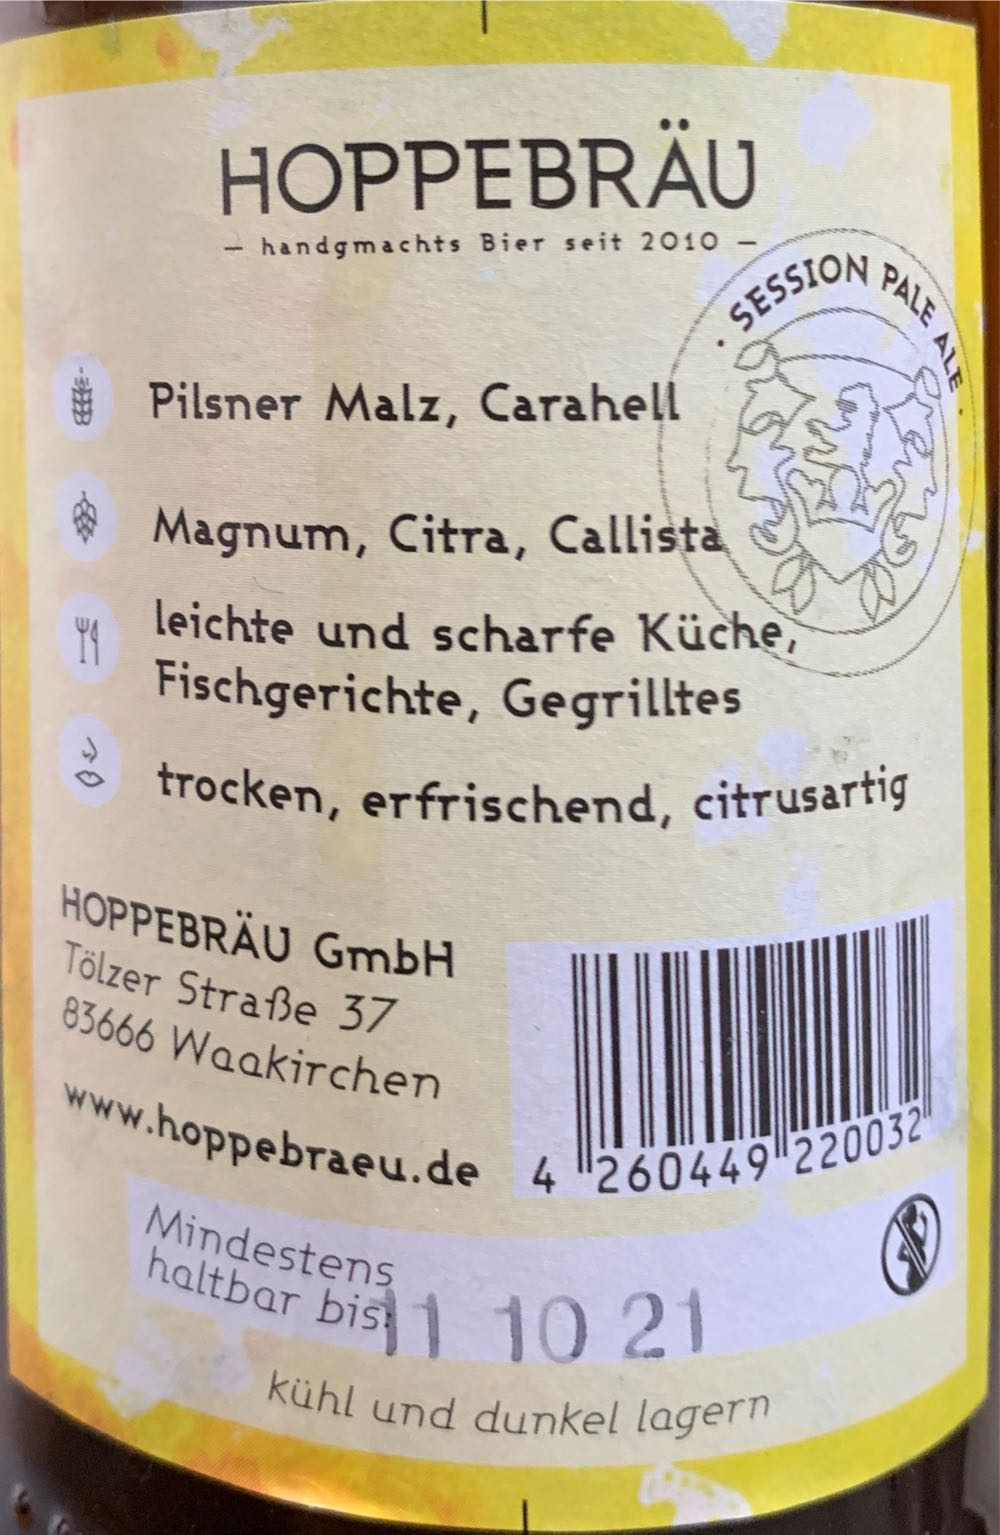 HOPPEBRÄU
– handgmachts Bier seit 2010 –
· SESSION PALE ALE ·
Pilsner Malz, Carahell
Magnum, Citra, Callista
leichte und scharfe Küche,
Fischgerichte, Gegrilltes
trocken, erfrischend, citrusartig
HOPPEBRÄU GmbH
Tölzer Straße 37
83666 Waakirchen
www.hoppebraeu.de
4 260449 220032
Mindestens
haltbar bis: 11 10 21
kühl und dunkel lagern